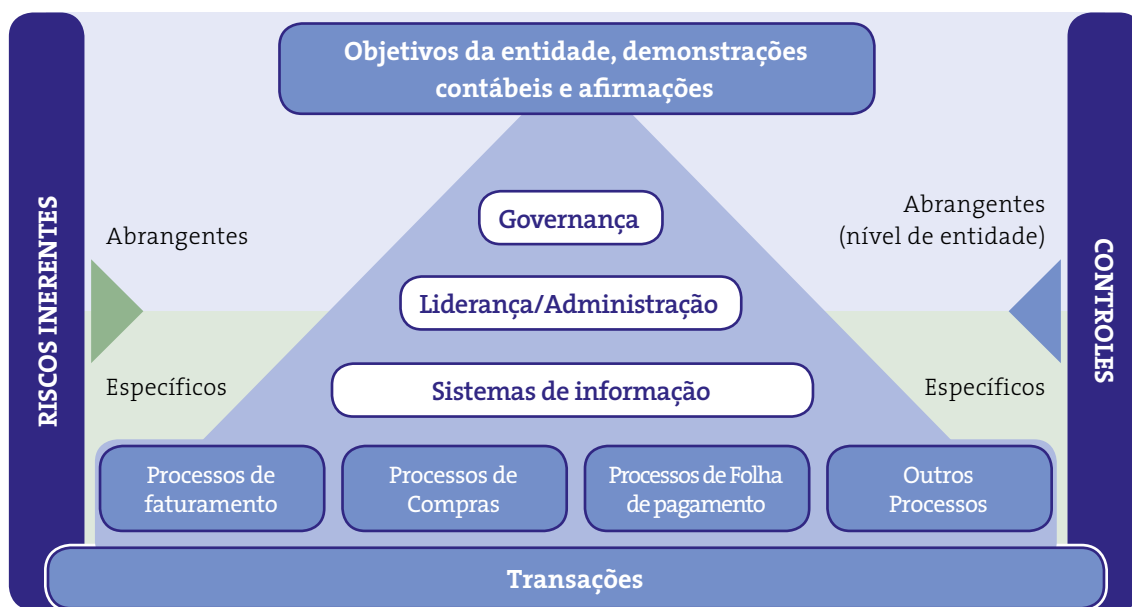 Objetivos da entidade, demonstrações
contábeis e afirmações
RISCOS INERENTES
Abrangentes
Específicos
Governança
Liderança/Administração
Sistemas de informação
Abrangentes
(nível de entidade)
Específicos
CONTROLES
Processos de
faturamento
Processos de
Compras
Processos de Folha
de pagamento
Outros
Processos
Transações